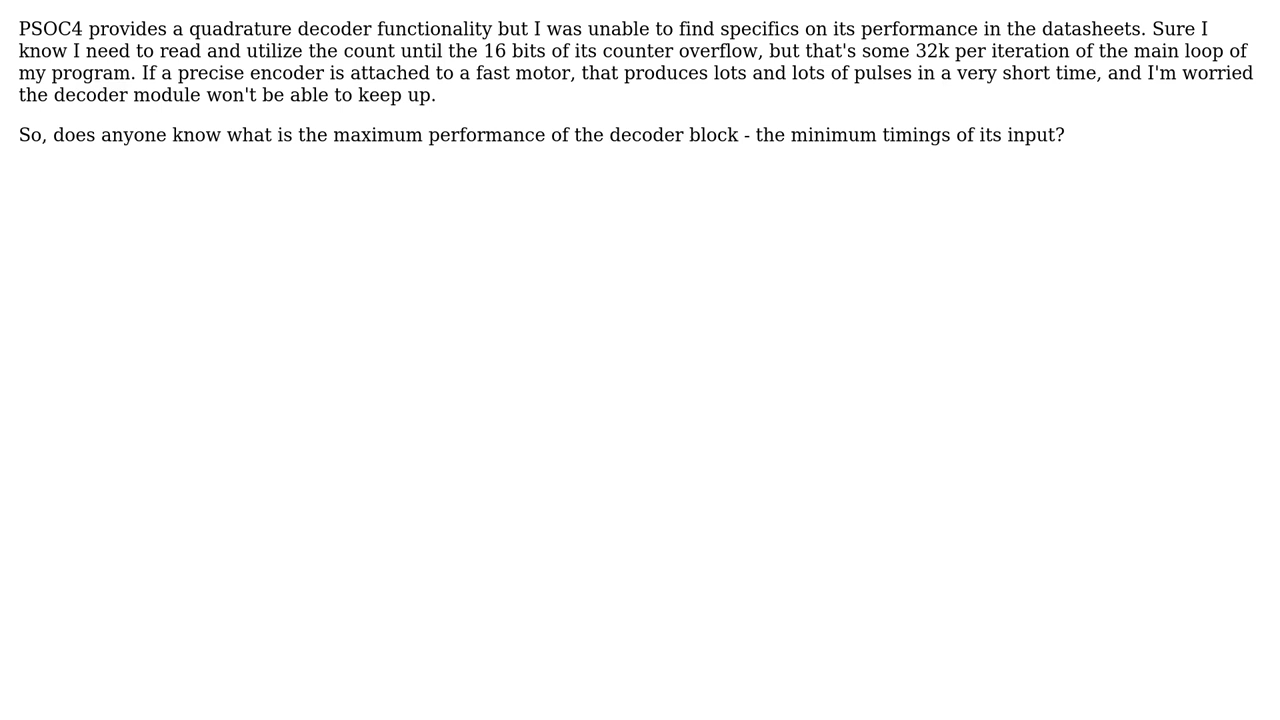 PSOC4 provides a quadrature decoder functionality but I was unable to find specifics on its performance in the datasheets. Sure I
know I need to read and utilize the count until the 16 bits of its counter overflow, but that's some 32k per iteration of the main loop of
my program. If a precise encoder is attached to a fast motor, that produces lots and lots of pulses in a very short time, and I'm worried
the decoder module won't be able to keep up.
So, does anyone know what is the maximum performance of the decoder block - the minimum timings of its input?